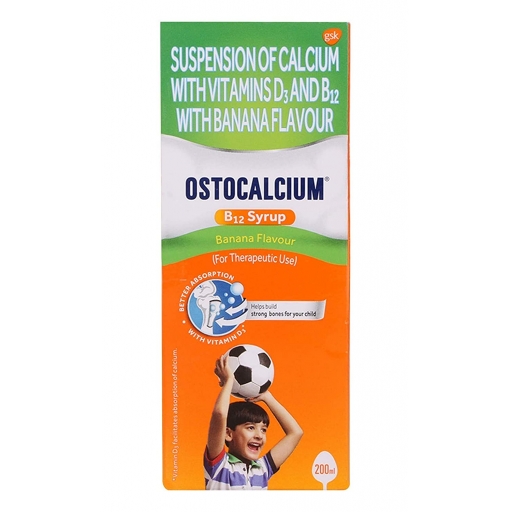 gsk
SUSPENSION OF CALCIUM
WITH VITAMINS D3 AND B12
WITH BANANA FLAVOUR
OSTOCALCIUM®
B12 Syrup
Banana Flavour
(For Therapeutic Use)
• BETTER ABSORPTION •
WITH VITAMIN D3*
Helps build
strong bones for your child
*Vitamin D3 facilitates absorption of calcium.
200ml